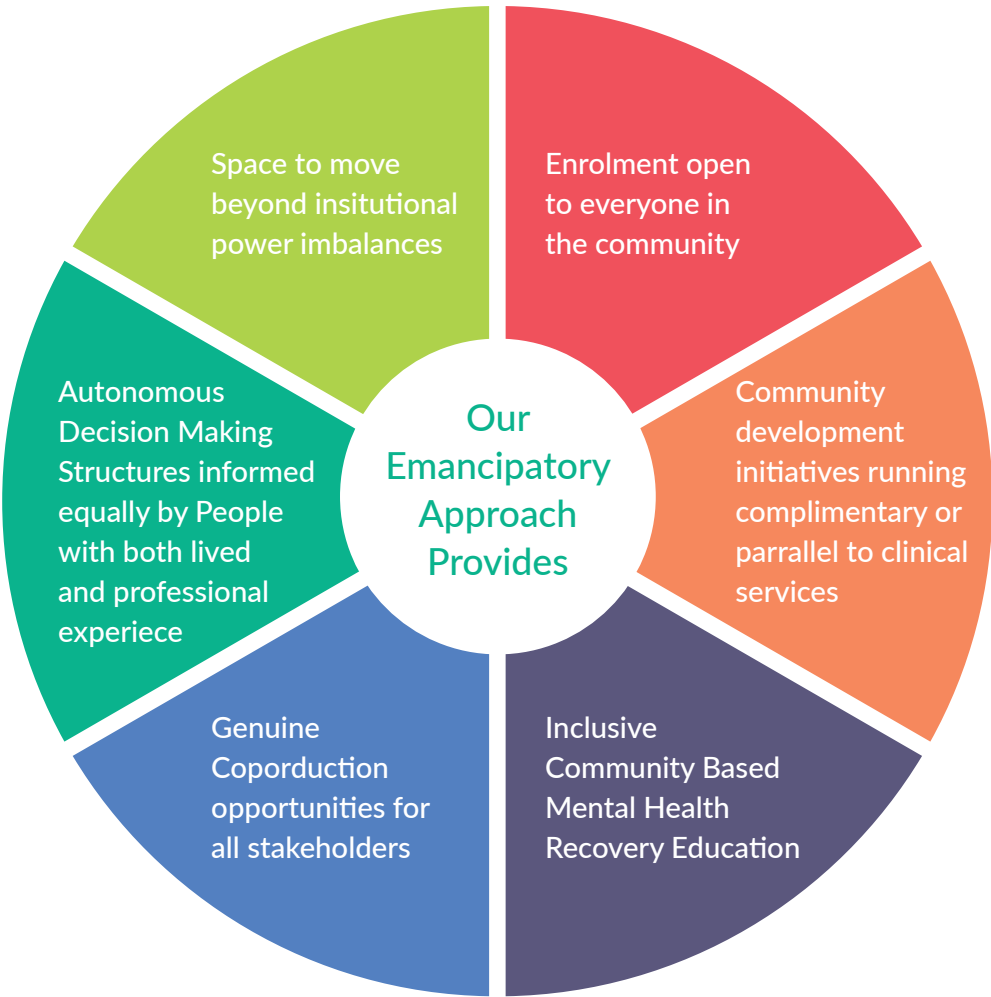 Our
Emancipatory
Approach
Provides
Enrolment open
to everyone in
the community
Community
development
initiatives running
complimentary or
parrallel to clinical
services
Inclusive
Community Based
Mental Health
Recovery Education
Genuine
Coporduction
opportunities for
all stakeholders
Autonomous
Decision Making
Structures informed
equally by People
with both lived
and professional
experiece
Space to move
beyond insitutional
power imbalances